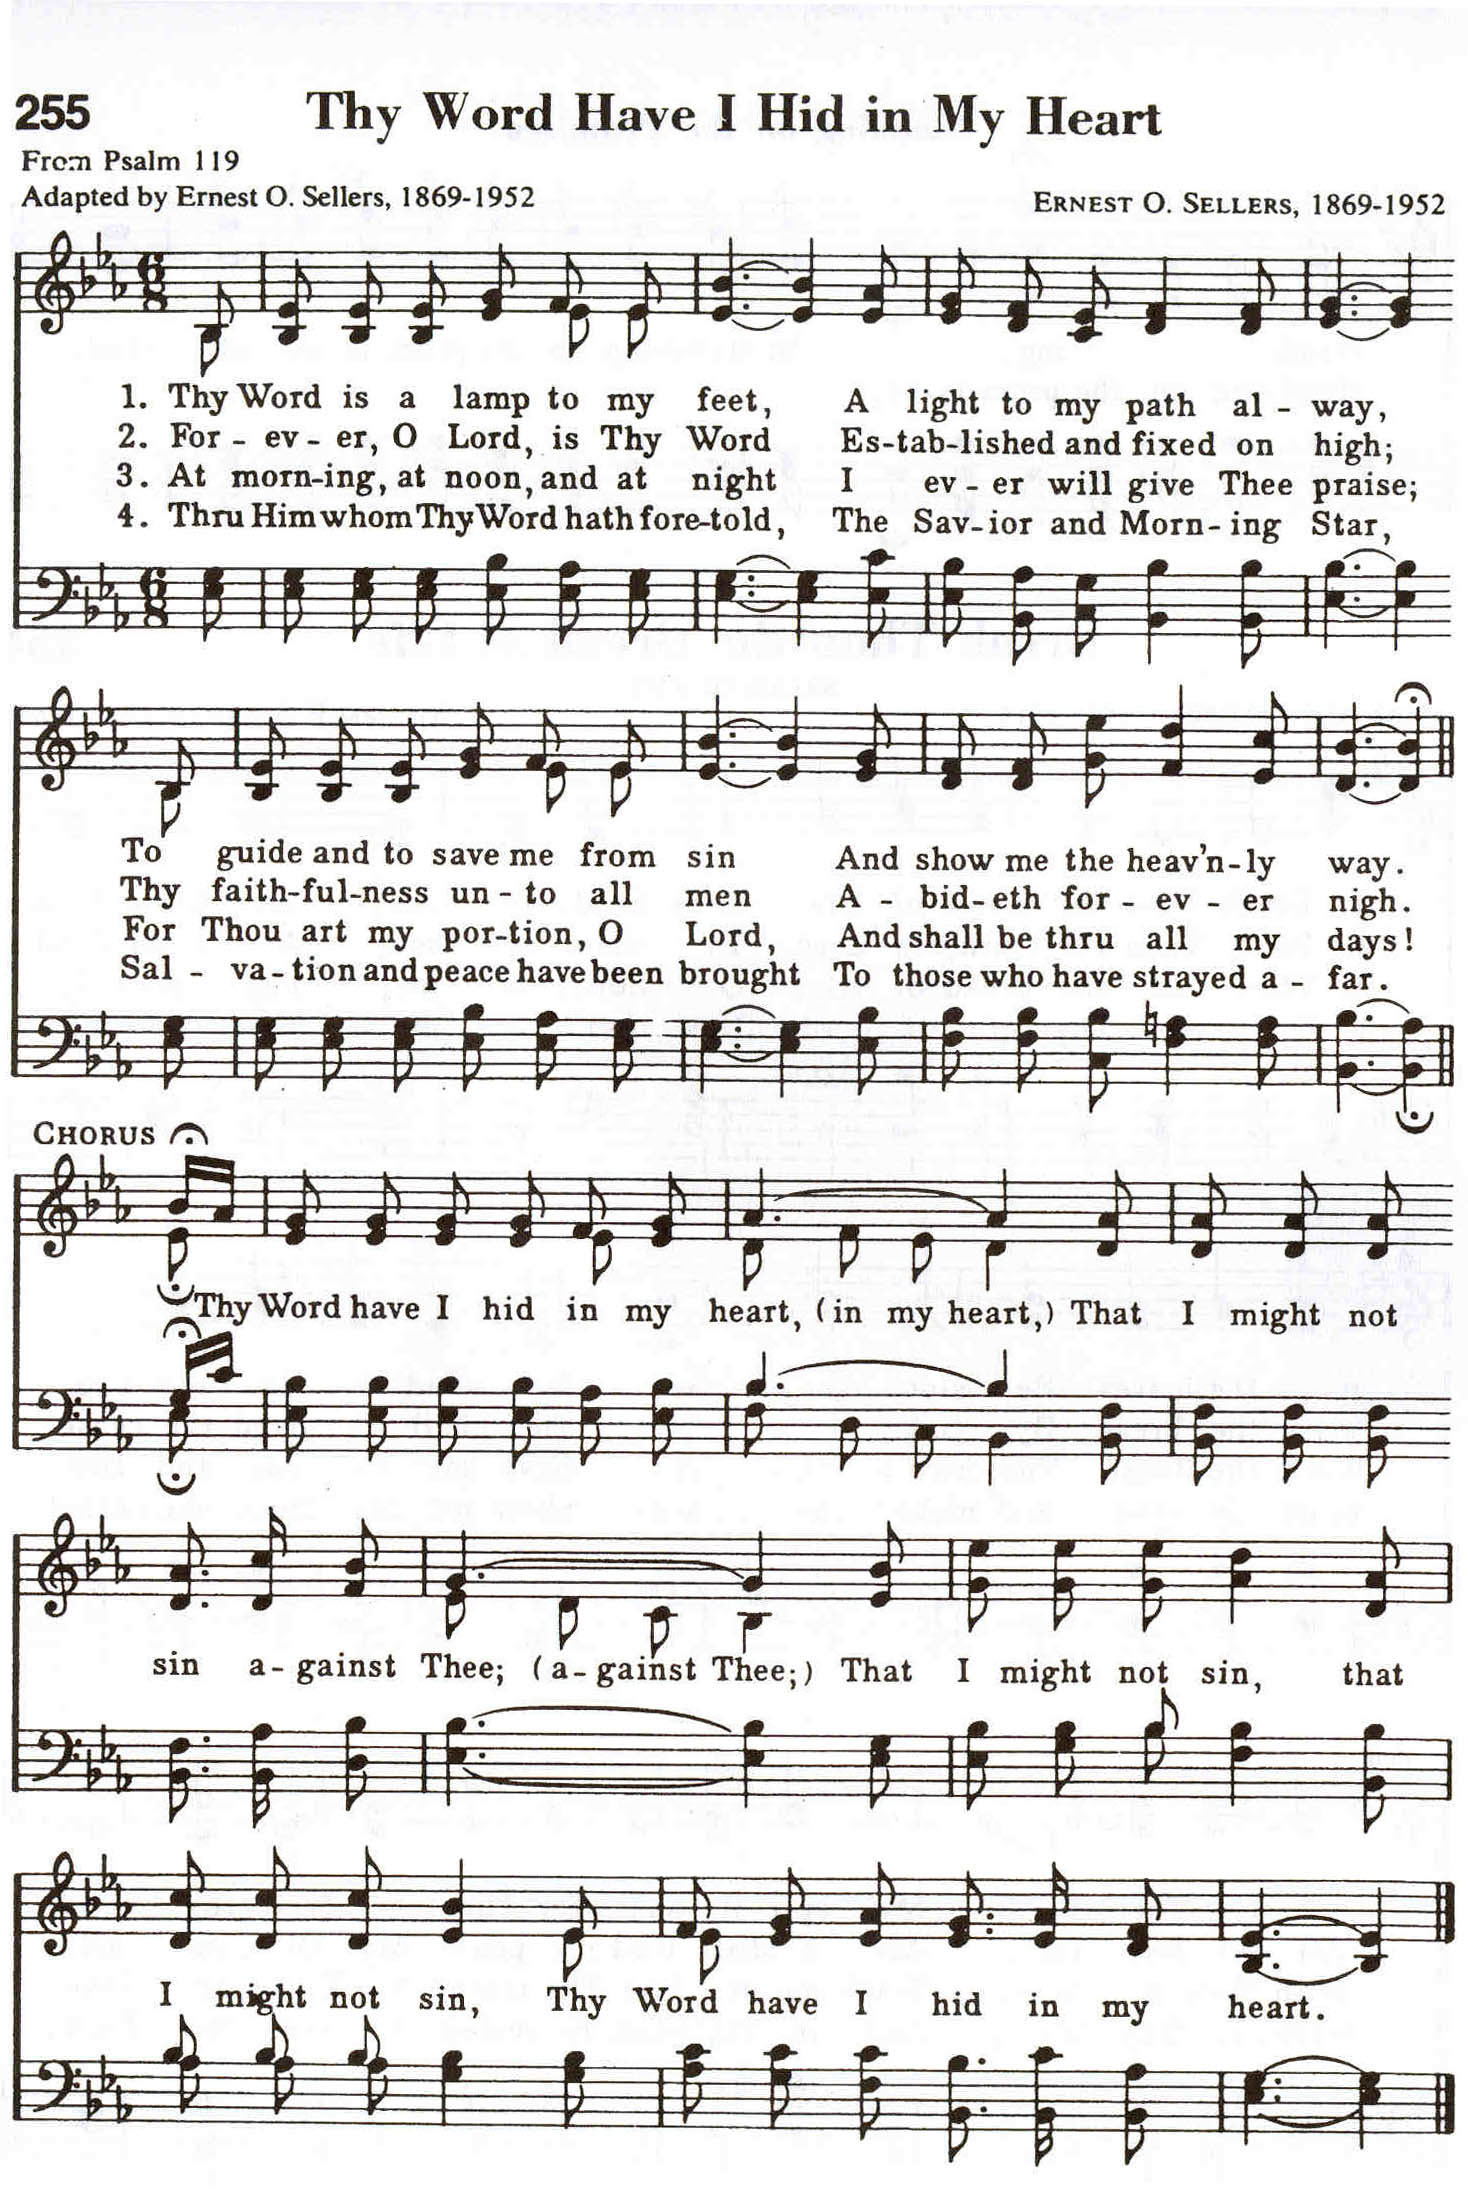 255 Thy Word Have I Hid in My Heart
From Psalm 119
Adapted by Ernest O. Sellers, 1869-1952 ERNEST O. SELLERS, 1869-1952
1. Thy Word is a lamp to my feet, A light to my path al - way,
2. For - ev - er, O Lord, is Thy Word Es-tab-lished and fixed on high;
3. At morn-ing, at noon, and at night I ev - er will give Thee praise;
4. Thru Him whom Thy Word hath fore-told, The Sav-ior and Morn-ing Star,
To guide and to save me from sin And show me the heav'n-ly way.
Thy faith-ful-ness un - to all men A - bid-eth for - ev - er nigh.
For Thou art my por-tion, O Lord, And shall be thru all my days!
Sal - va-tion and peace have been brought To those who have strayed a - far.
CHORUS
Thy Word have I hid in my heart, (in my heart,) That I might not
sin a-gainst Thee; (a-gainst Thee;) That I might not sin, that
I might not sin, Thy Word have I hid in my heart.